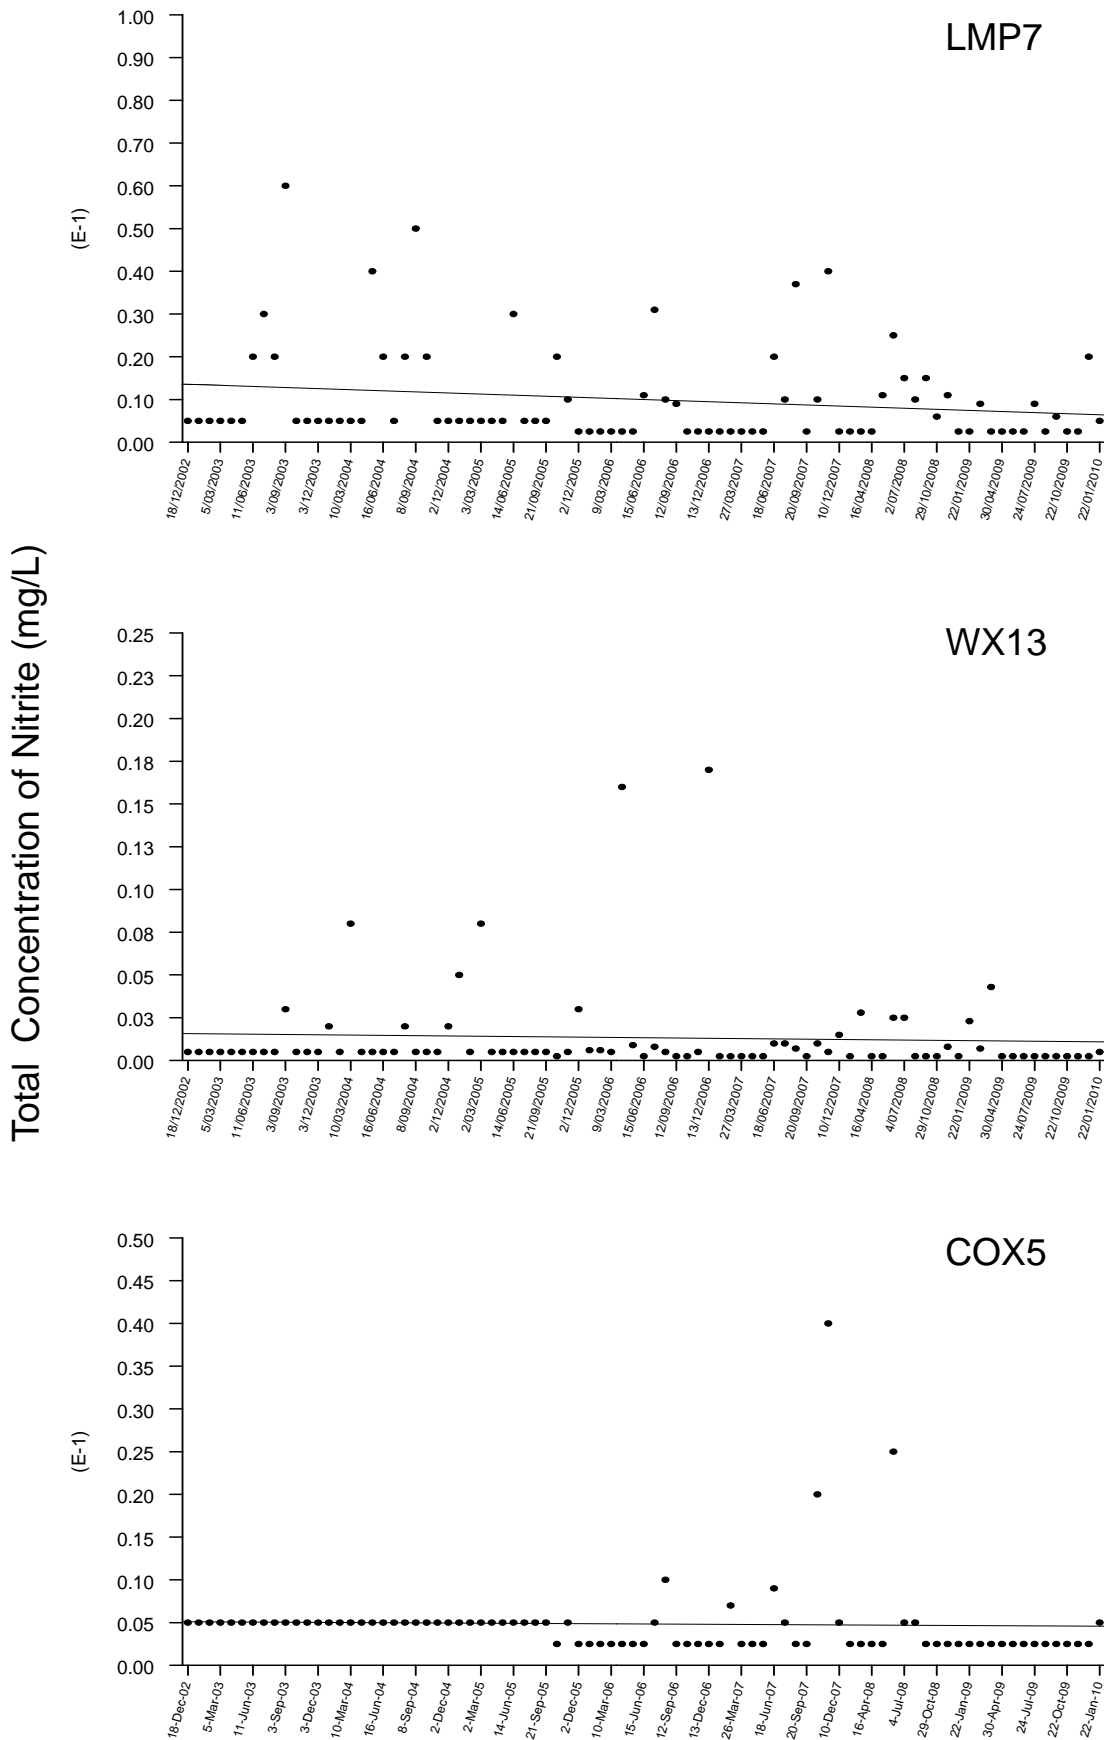 Total Concentration of Nitrite (mg/L)
LMP7
(E-1)
1.00
0.90
0.80
0.70
0.60
0.50
0.40
0.30
0.20
0.10
0.00
18/12/2002
5/03/2003
11/06/2003
3/09/2003
3/12/2003
10/03/2004
16/06/2004
8/09/2004
2/12/2004
3/03/2005
14/06/2005
21/09/2005
2/12/2005
9/03/2006
15/06/2006
12/09/2006
13/12/2006
27/03/2007
18/06/2007
20/09/2007
10/12/2007
16/04/2008
2/07/2008
29/10/2008
22/01/2009
30/04/2009
24/07/2009
22/10/2009
22/01/2010
WX13
0.25
0.23
0.20
0.18
0.15
0.13
0.10
0.08
0.05
0.03
0.00
18/12/2002
5/03/2003
11/06/2003
3/09/2003
3/12/2003
10/03/2004
16/06/2004
8/09/2004
2/12/2004
2/03/2005
14/06/2005
21/09/2005
2/12/2005
9/03/2006
15/06/2006
12/09/2006
13/12/2006
27/03/2007
18/06/2007
20/09/2007
10/12/2007
16/04/2008
4/07/2008
29/10/2008
22/01/2009
30/04/2009
24/07/2009
22/10/2009
22/01/2010
COX5
(E-1)
0.50
0.45
0.40
0.35
0.30
0.25
0.20
0.15
0.10
0.05
0.00
18-Dec-02
5-Mar-03
11-Jun-03
3-Sep-03
3-Dec-03
10-Mar-04
16-Jun-04
8-Sep-04
2-Dec-04
2-Mar-05
14-Jun-05
21-Sep-05
2-Dec-05
10-Mar-06
15-Jun-06
12-Sep-06
13-Dec-06
26-Mar-07
18-Jun-07
20-Sep-07
10-Dec-07
16-Apr-08
4-Jul-08
29-Oct-08
22-Jan-09
30-Apr-09
24-Jul-09
22-Oct-09
22-Jan-10